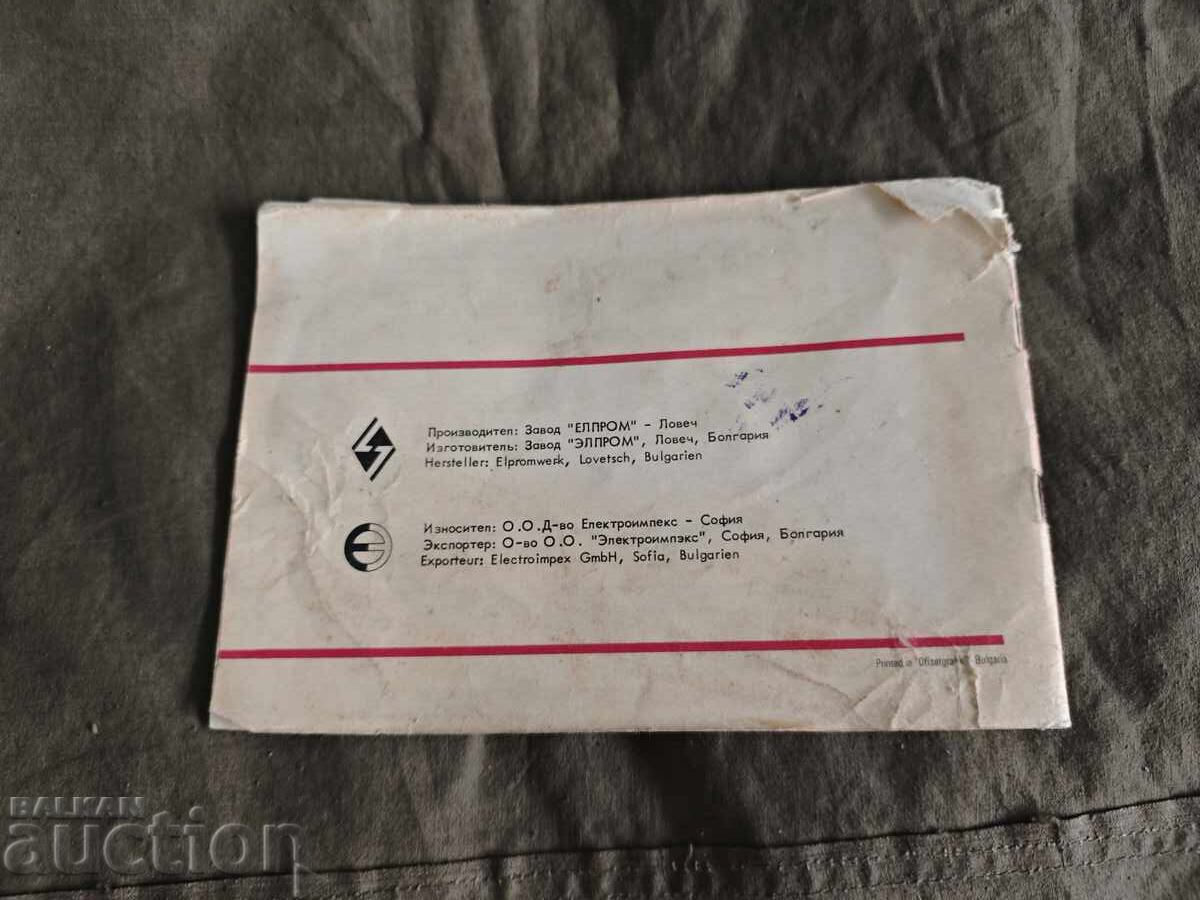 Производител: Завод "ЕЛПРОМ" - Ловеч
Изготовитель: Завод "ЭЛПРОМ", Ловеч, Болгария
Hersteller: Elpromwerk, Lovetsch, Bulgarien
Износител: О.О.Д-во Електроимпекс - София
Экспортер: О-во О.О. "Электроимпэкс", София, Болгария
Exporteur: Electroimpex GmbH, Sofia, Bulgarien
Printed in "Ofisetgrafik" Bulgaria
BALKAN
auction